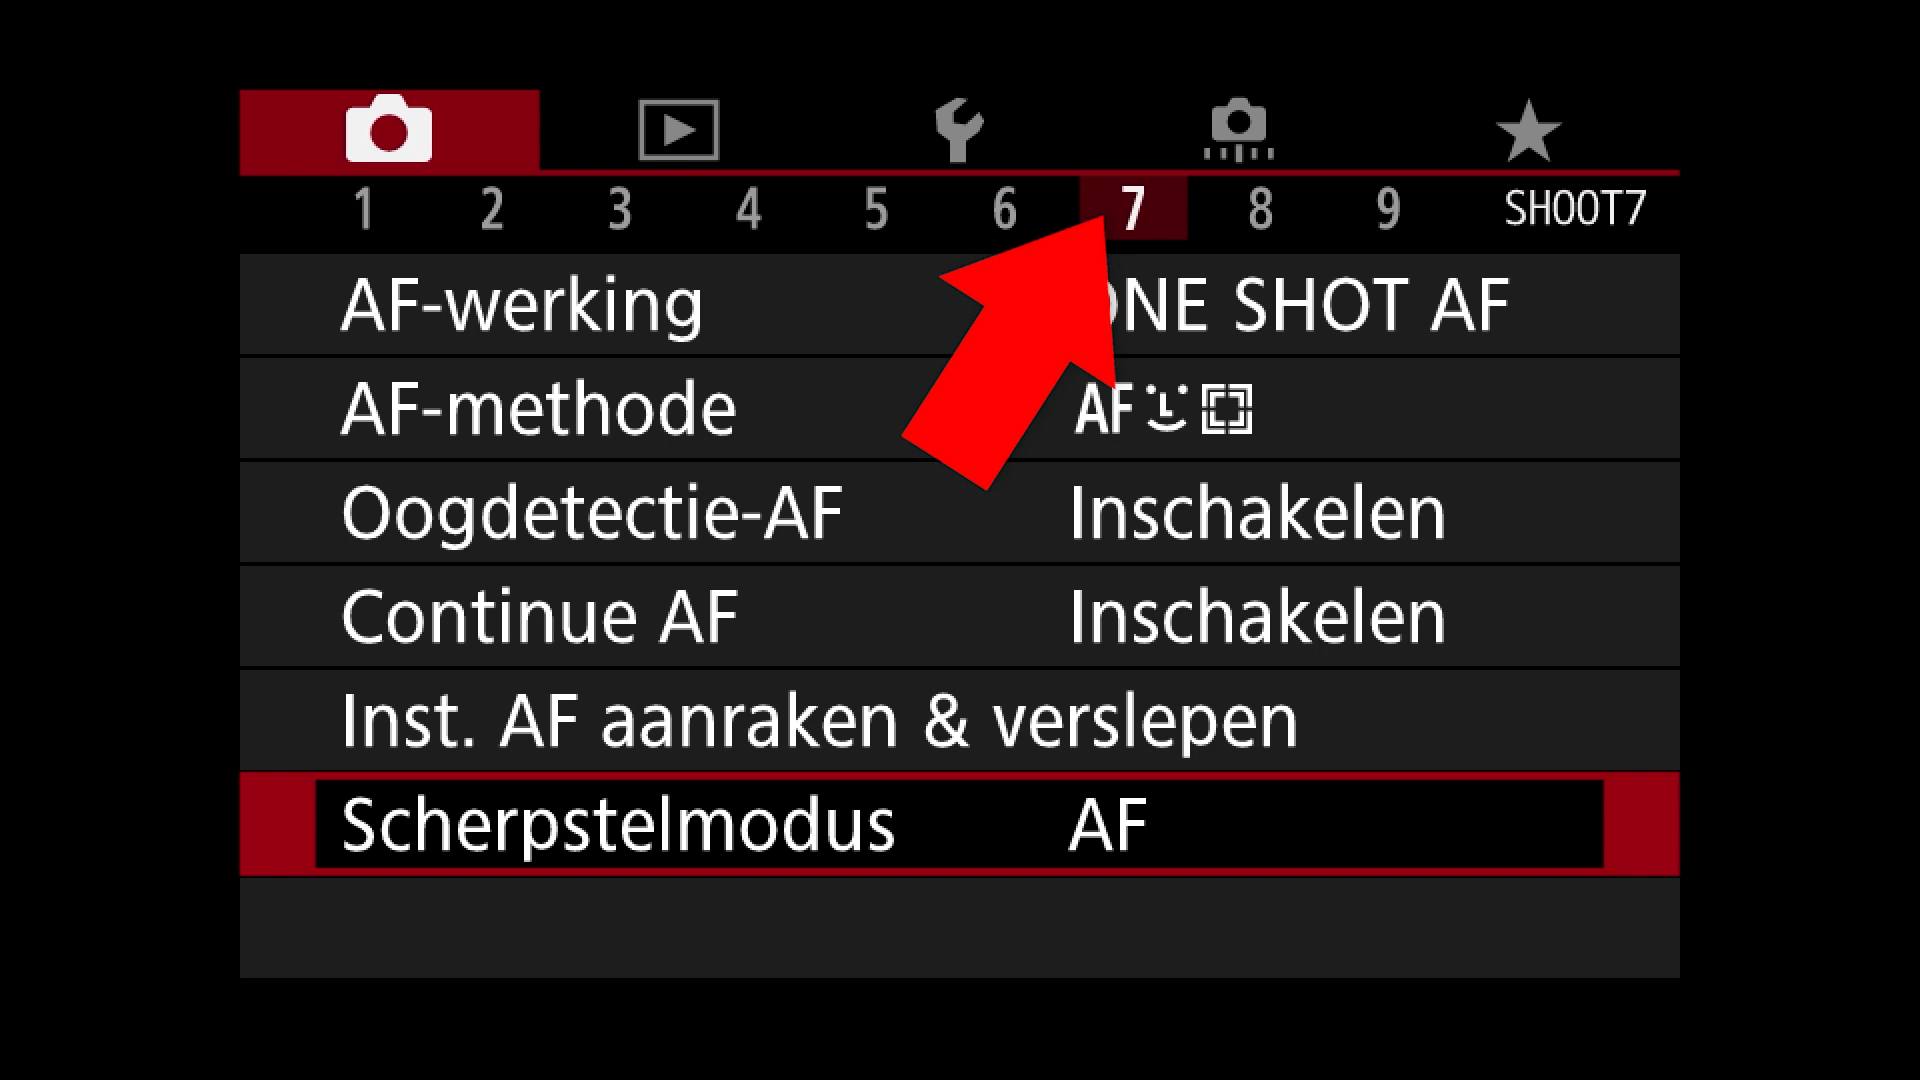 1 2 3 4 5 6 7 8 9 SHOOT7
AF-werking NE SHOT AF
AF-methode AF
Oogdetectie-AF Inschakelen
Continue AF Inschakelen
Inst. AF aanraken & verslepen
Scherpstelmodus AF